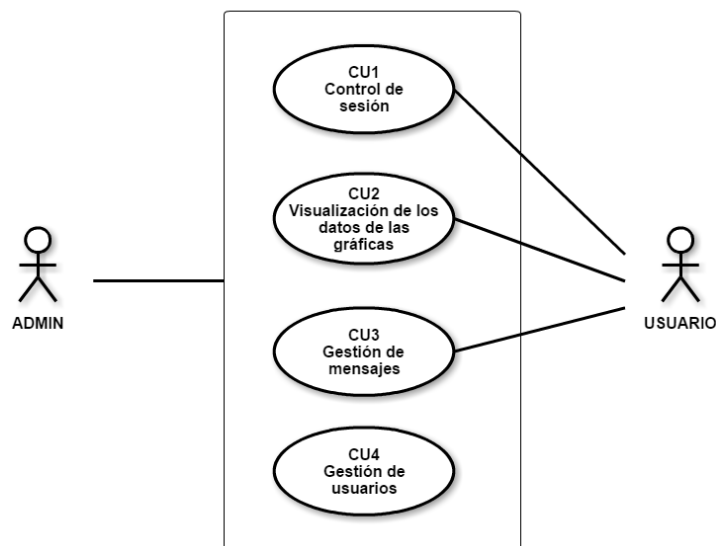 CU1
Control de
sesión
CU2
Visualización de los
datos de las
gráficas
ADMIN
USUARIO
CU3
Gestión de
mensajes
CU4
Gestión de
usuarios